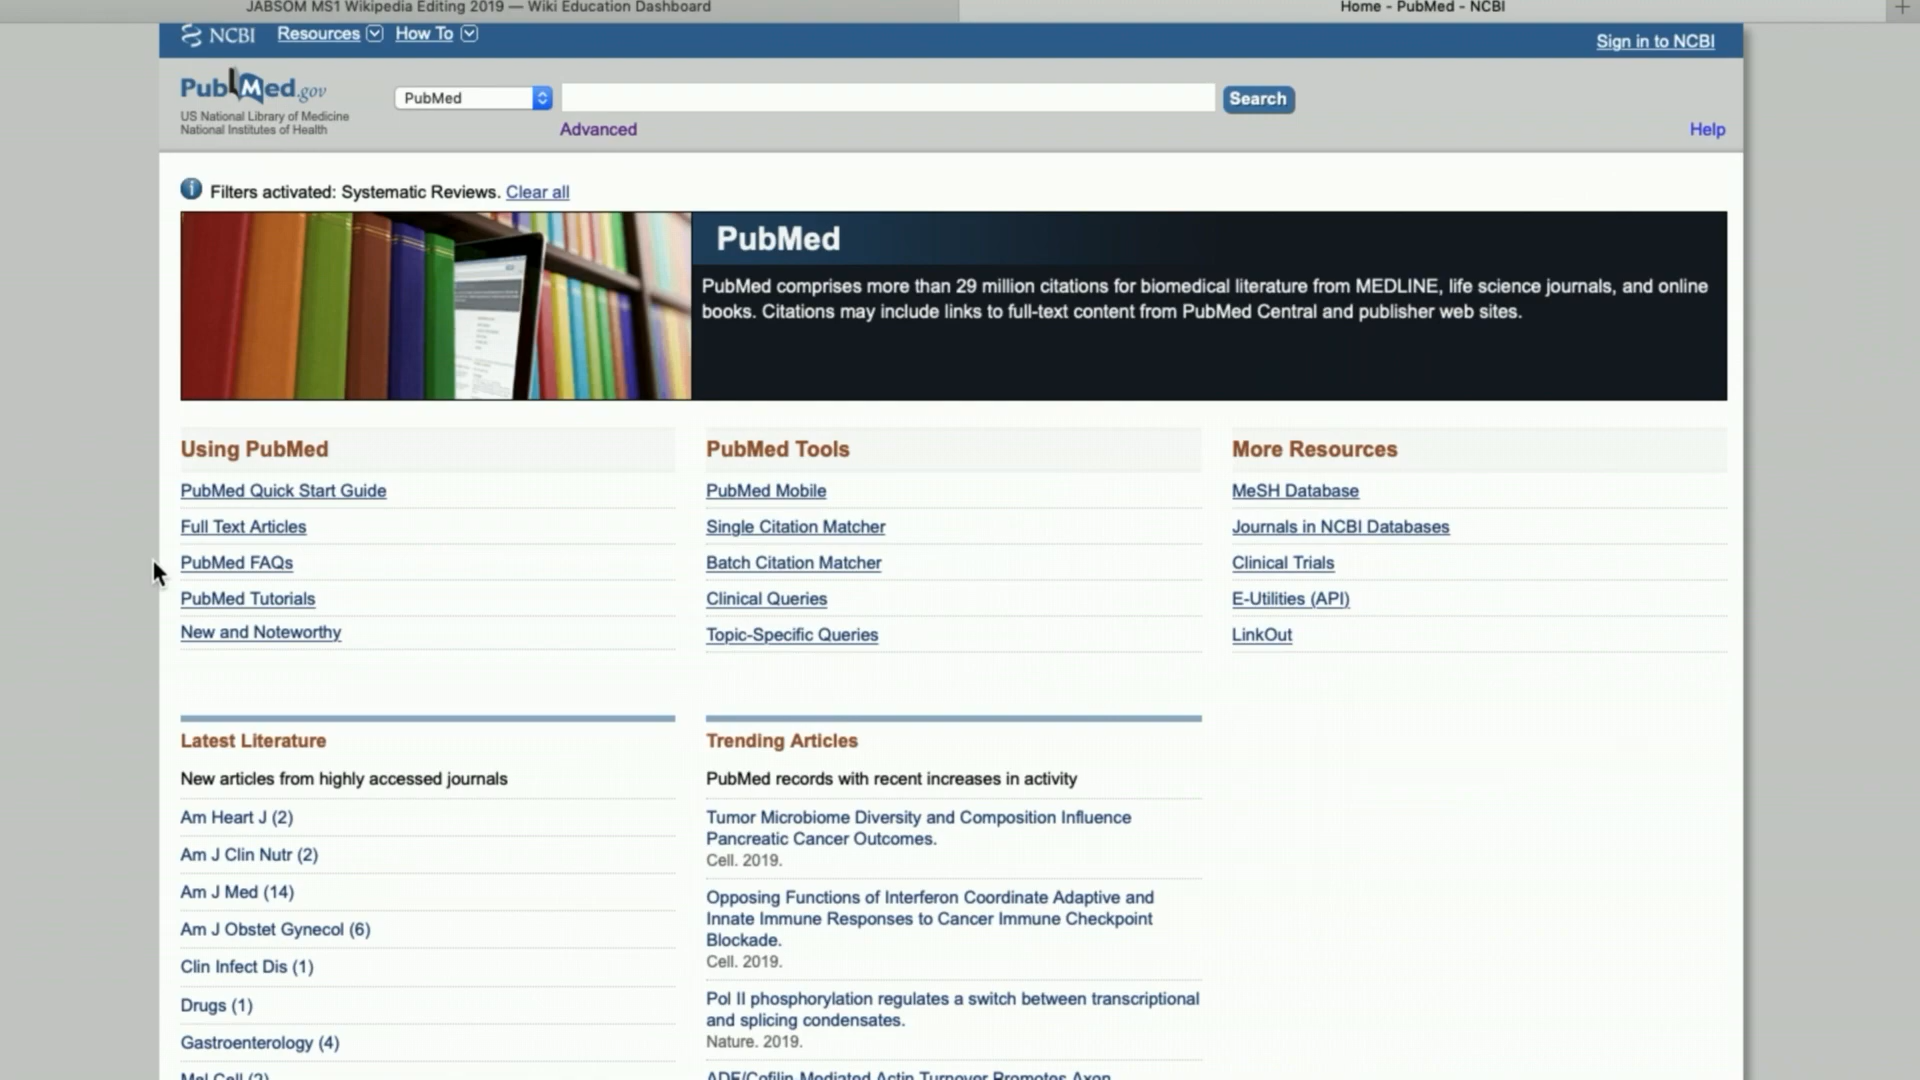 JABSOM MS1 Wikipedia Editing 2019 — Wiki Education Dashboard
Home - PubMed - NCBI
NCBI Resources How To
Sign in to NCBI
PubMed.gov
US National Library of Medicine
National Institutes of Health
PubMed
Search
Advanced
Help
Filters activated: Systematic Reviews. Clear all
PubMed
PubMed comprises more than 29 million citations for biomedical literature from MEDLINE, life science journals, and online
books. Citations may include links to full-text content from PubMed Central and publisher web sites.
Using PubMed
PubMed Quick Start Guide
Full Text Articles
PubMed FAQs
PubMed Tutorials
New and Noteworthy
PubMed Tools
PubMed Mobile
Single Citation Matcher
Batch Citation Matcher
Clinical Queries
Topic-Specific Queries
More Resources
MeSH Database
Journals in NCBI Databases
Clinical Trials
E-Utilities (API)
LinkOut
Latest Literature
New articles from highly accessed journals
Am Heart J (2)
Am J Clin Nutr (2)
Am J Med (14)
Am J Obstet Gynecol (6)
Clin Infect Dis (1)
Drugs (1)
Gastroenterology (4)
Mol Cell (2)
Trending Articles
PubMed records with recent increases in activity
Tumor Microbiome Diversity and Composition Influence
Pancreatic Cancer Outcomes.
Cell. 2019.
Opposing Functions of Interferon Coordinate Adaptive and
Innate Immune Responses to Cancer Immune Checkpoint
Blockade.
Cell. 2019.
Pol II phosphorylation regulates a switch between transcriptional
and splicing condensates.
Nature. 2019.
ADF/Cofilin-Mediated Actin Turnover Promotes Axon